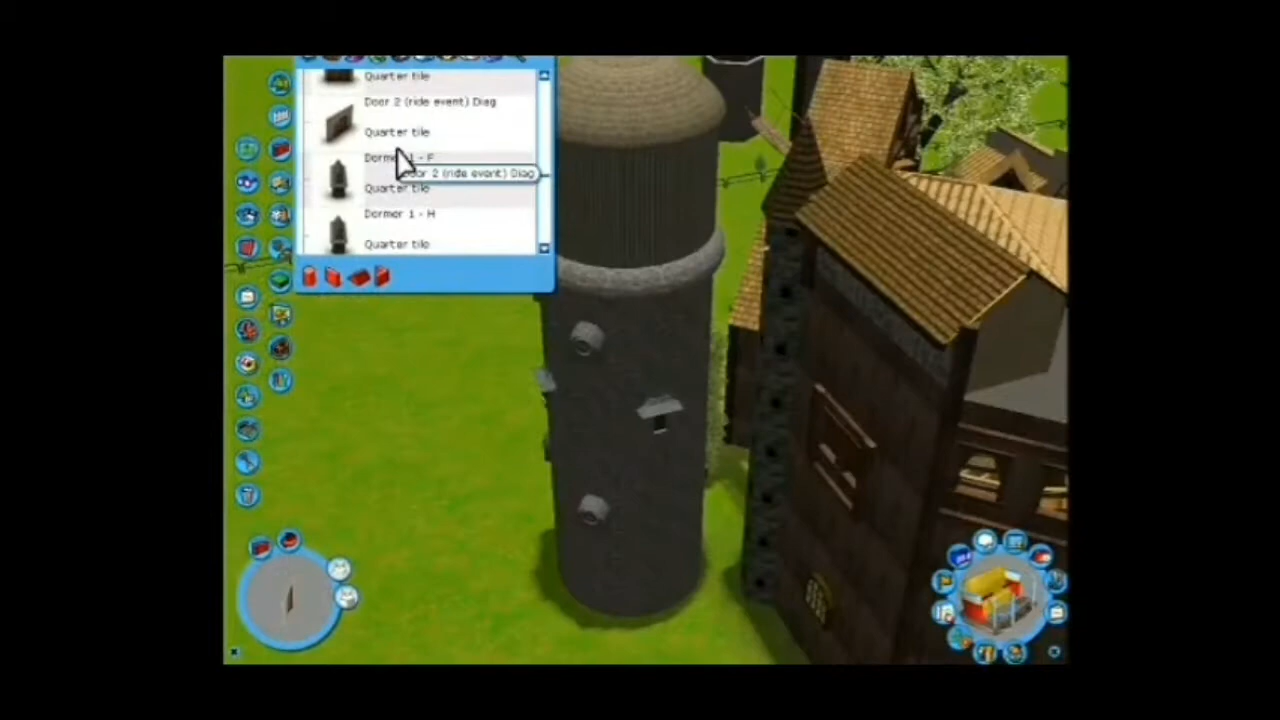 Quarter tile
Door 2 (ride event) Diag
Quarter tile
Dormer 1 - F
Door 2 (ride event) Diag
Quarter tile
Dormer 1 - H
Quarter tile